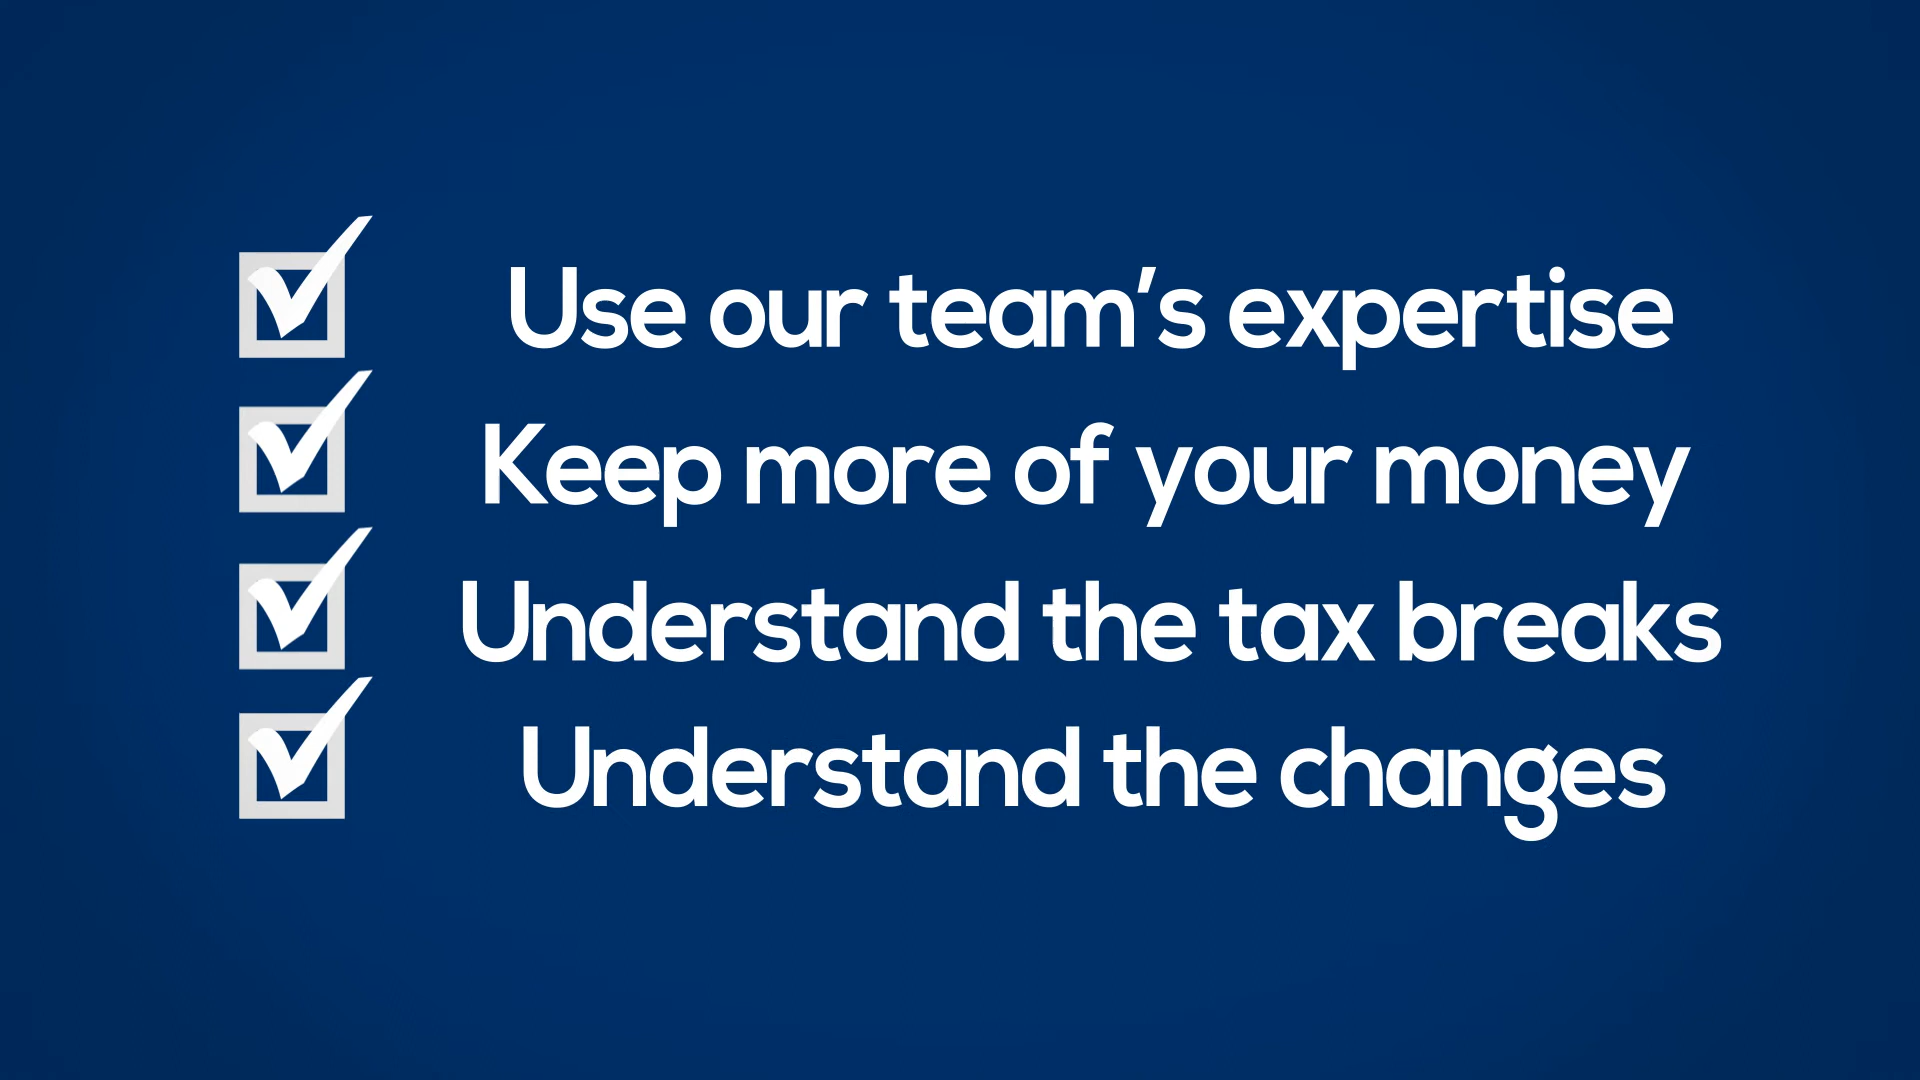 Use our team's expertise
Keep more of your money
Understand the tax breaks
Understand the changes